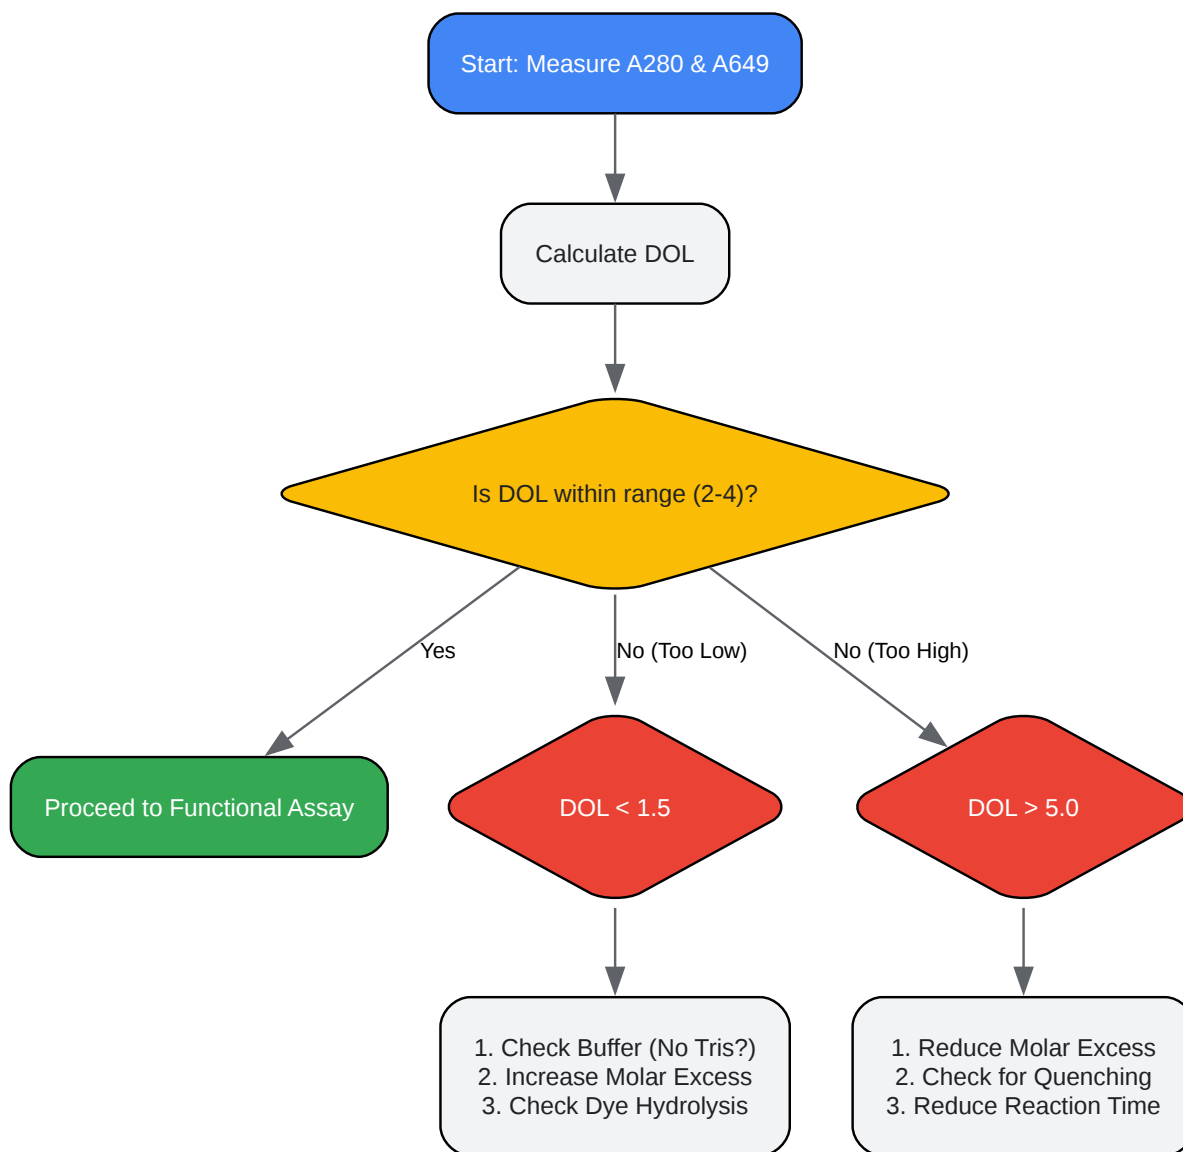 Start: Measure A280 & A649
Calculate DOL
Is DOL within range (2-4)?
Yes
No (Too Low)
No (Too High)
Proceed to Functional Assay
DOL < 1.5
DOL > 5.0
1. Check Buffer (No Tris?)
2. Increase Molar Excess
3. Check Dye Hydrolysis
1. Reduce Molar Excess
2. Check for Quenching
3. Reduce Reaction Time